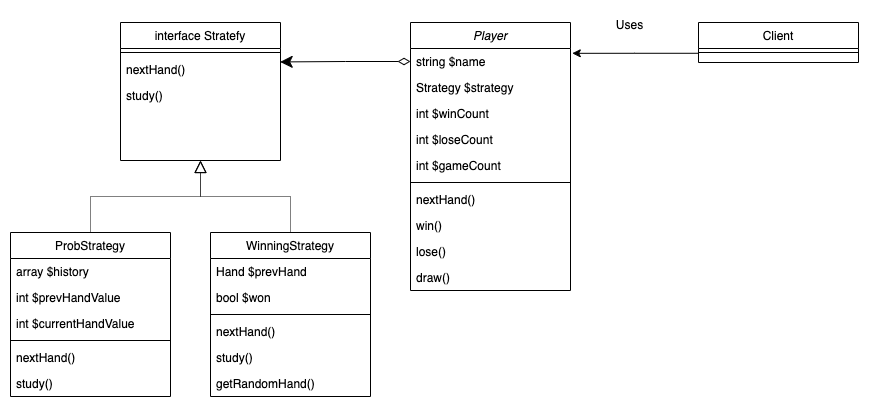 interface Stratefy
nextHand()
study()
Player
string $name
Strategy $strategy
int $winCount
int $loseCount
int $gameCount
nextHand()
win()
lose()
draw()
Uses
Client
ProbStrategy
array $history
int $prevHandValue
int $currentHandValue
nextHand()
study()
WinningStrategy
Hand $prevHand
bool $won
nextHand()
study()
getRandomHand()